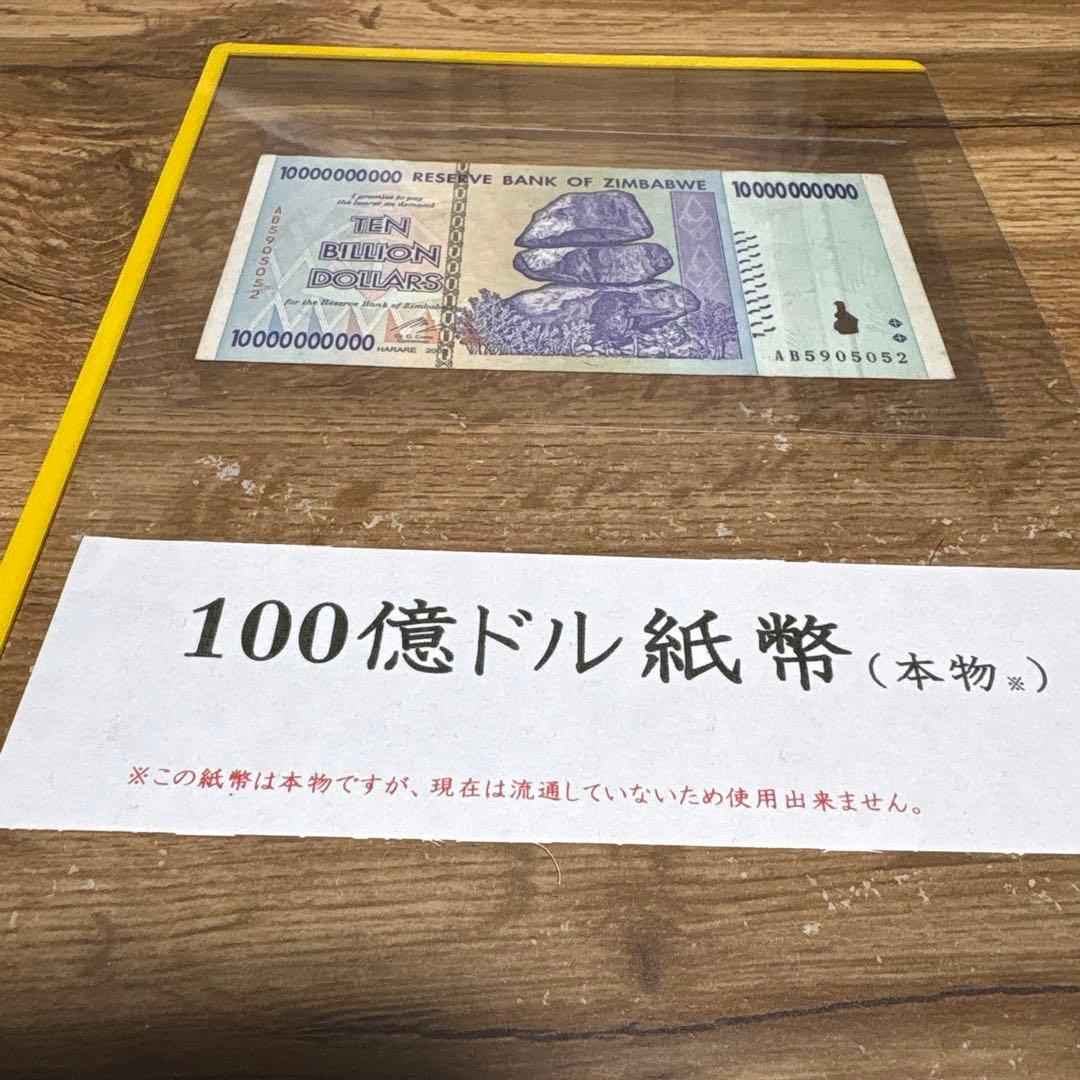 10000000000 RESERVE BANK OF ZIMBABWE 10000000000
I promise to pay
the bearer on demand
TEN
BILLION
DOLLARS
for the Reserve Bank of Zimbabwe
AB5905052
10000000000
HARARE 20
AB5905052
100億ドル紙幣(本物※)
※この紙幣は本物ですが、現在は流通していないため使用出来ません。